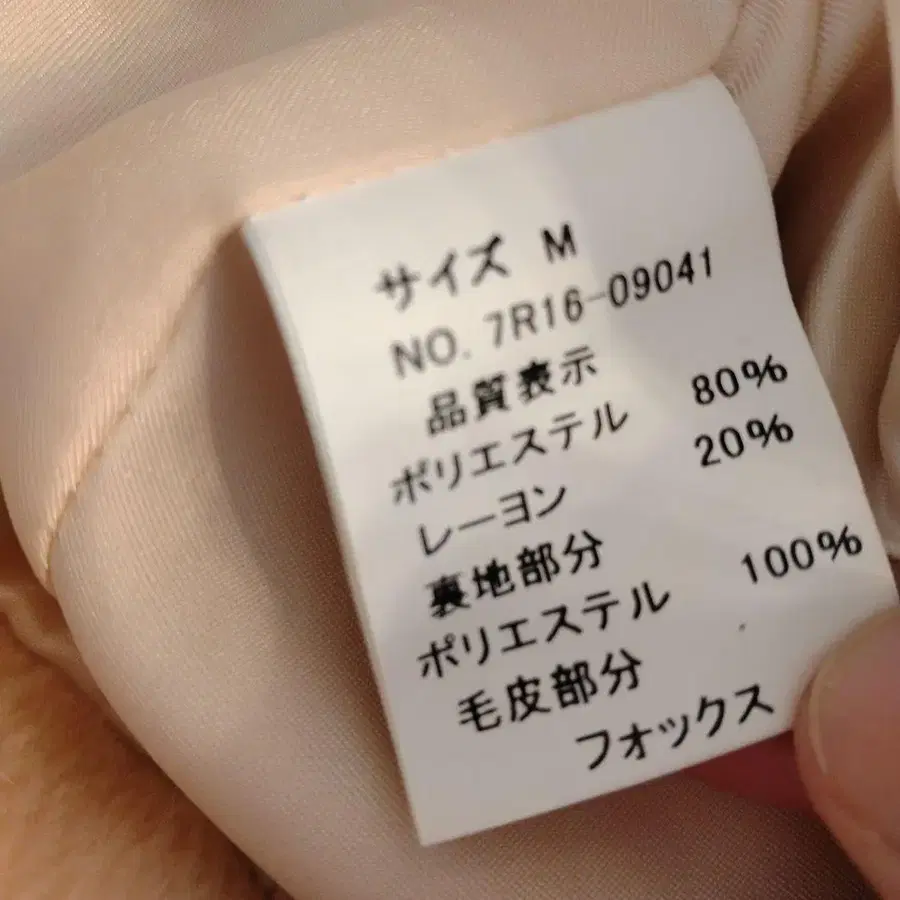 サイズ M
NO. 7R16-09041
品質表示
ポリエステル 80%
レーヨン 20%
裏地部分
ポリエステル 100%
毛皮部分
フォックス